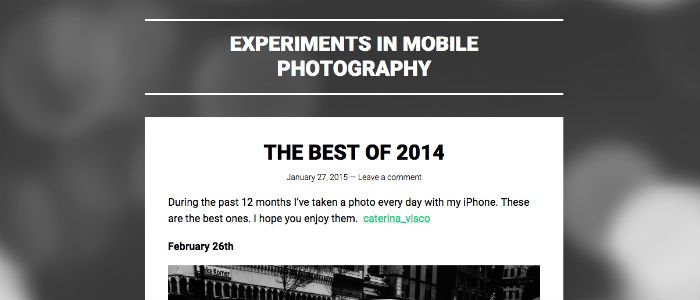 EXPERIMENTS IN MOBILE
PHOTOGRAPHY
THE BEST OF 2014
January 27, 2015 — Leave a comment
During the past 12 months I've taken a photo every day with my iPhone. These
are the best ones. I hope you enjoy them. caterina_visco
February 26th